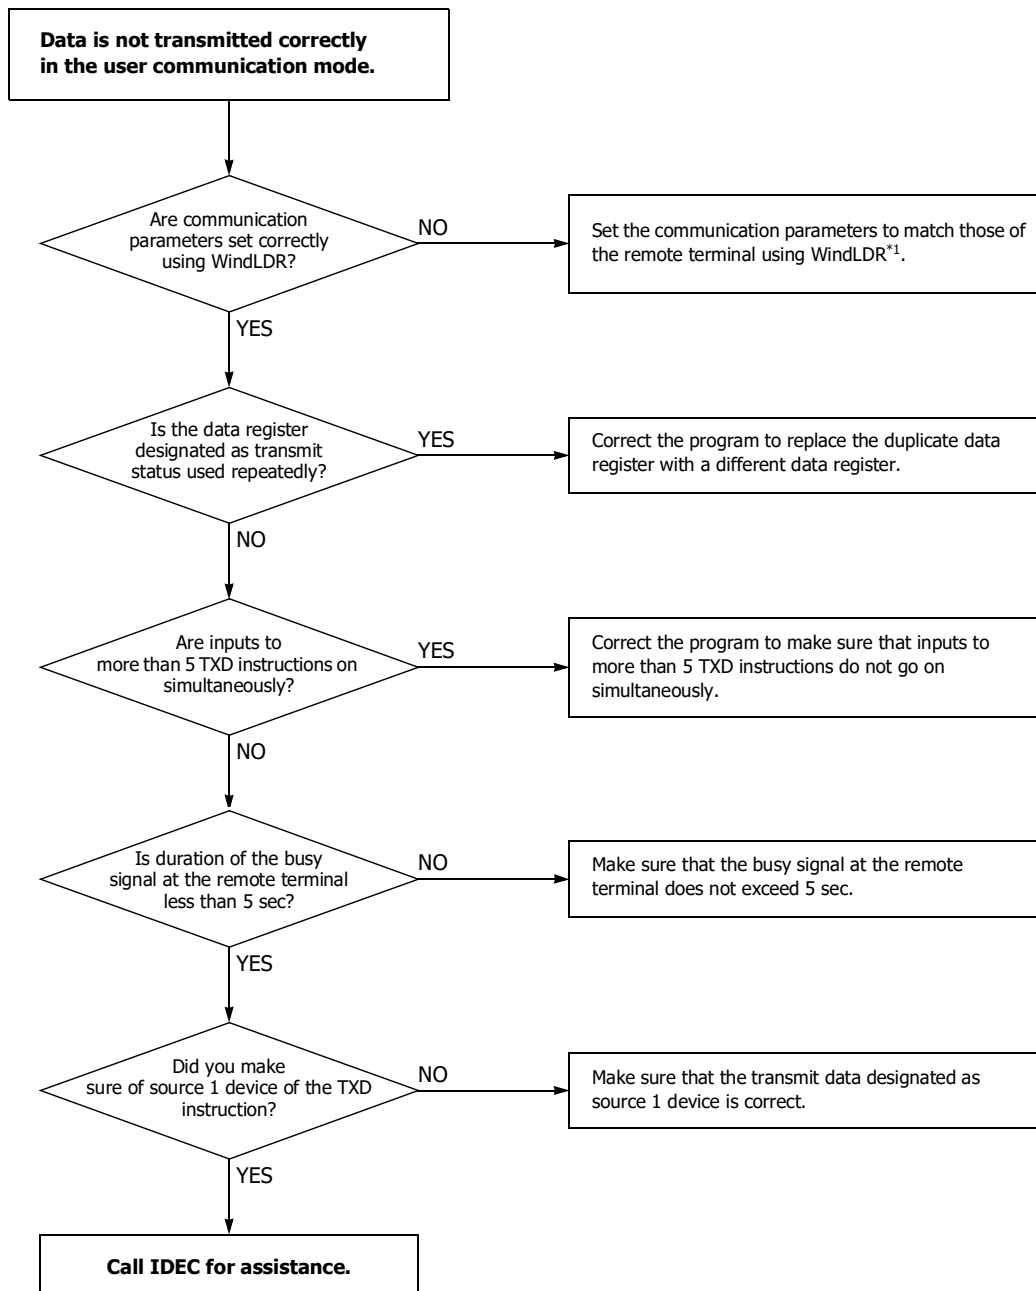 Data is not transmitted correctly
in the user communication mode.
Are communication
parameters set correctly
using WindLDR?
NO
Set the communication parameters to match those of
the remote terminal using WindLDR*1.
YES
Is the data register
designated as transmit
status used repeatedly?
YES
Correct the program to replace the duplicate data
register with a different data register.
NO
Are inputs to
more than 5 TXD instructions on
simultaneously?
YES
Correct the program to make sure that inputs to
more than 5 TXD instructions do not go on
simultaneously.
NO
Is duration of the busy
signal at the remote terminal
less than 5 sec?
NO
Make sure that the busy signal at the remote
terminal does not exceed 5 sec.
YES
Did you make
sure of source 1 device of the TXD
instruction?
NO
Make sure that the transmit data designated as
source 1 device is correct.
YES
Call IDEC for assistance.